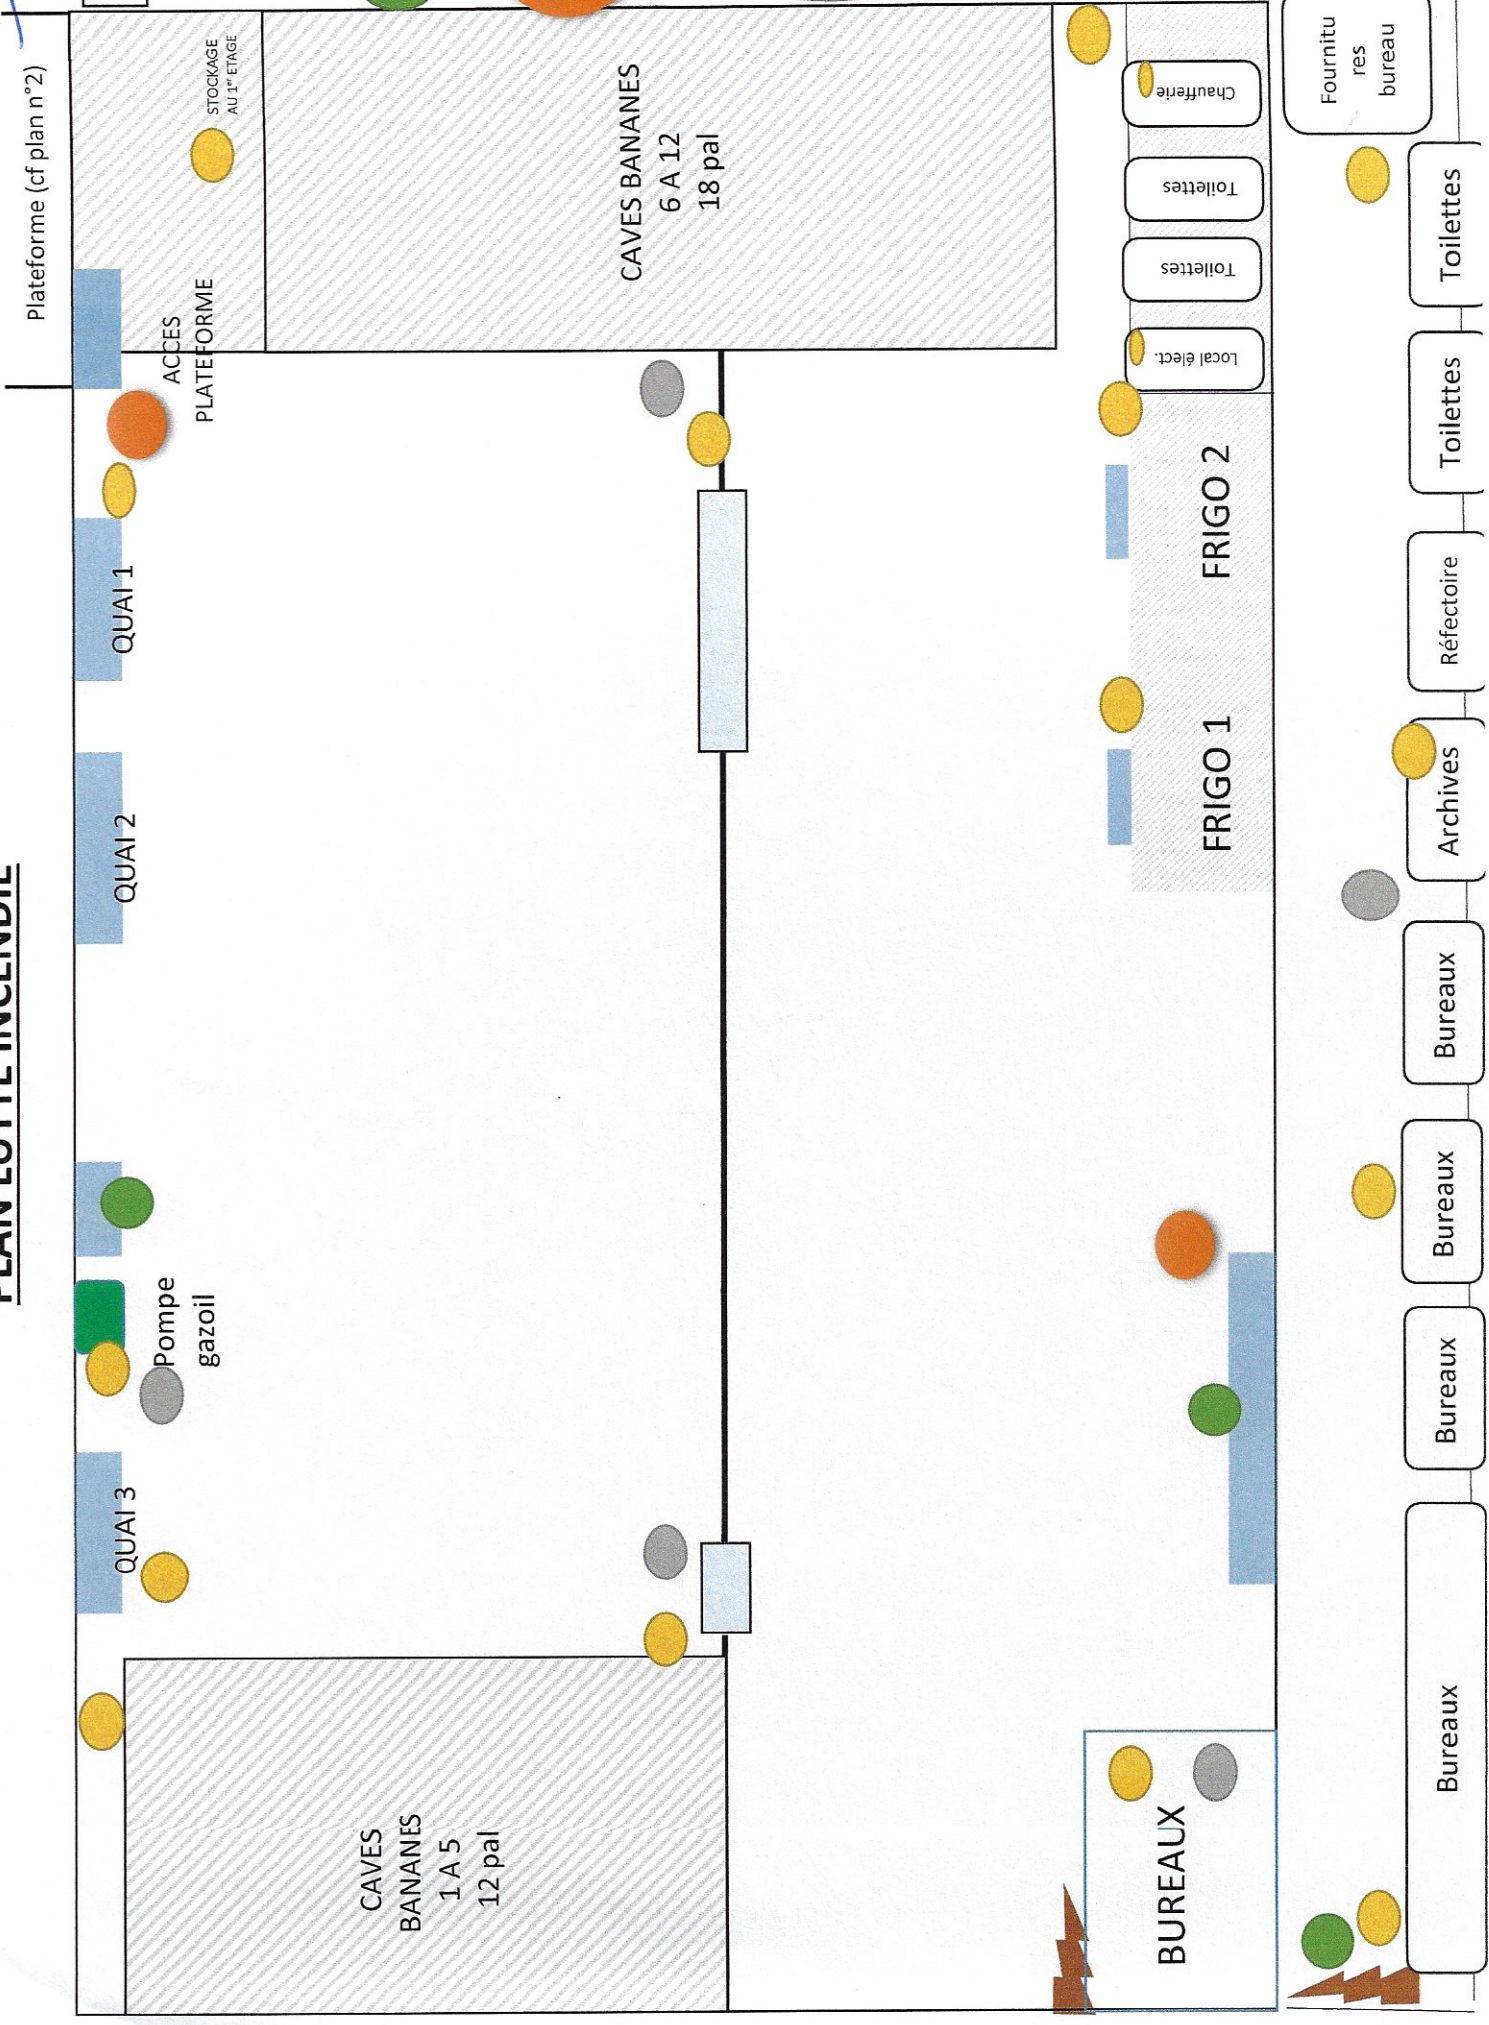 PLAN LUTTE INCENDIE
Plateforme (cf plan n°2)
STOCKAGE
AU 1er ETAGE
ACCES
PLATEFORME
QUAI 1
QUAI 2
Pompe
gazoil
QUAI 3
CAVES BANANES
6 A 12
18 pal
CAVES
BANANES
1 A 5
12 pal
Chaufferie
Toilettes
Toilettes
Local élect.
FRIGO 2
FRIGO 1
BUREAUX
Fournitu
res
bureau
Toilettes
Toilettes
Réfectoire
Archives
Bureaux
Bureaux
Bureaux
Bureaux